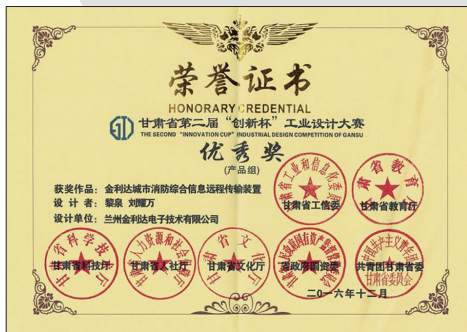 荣誉证书
HONORARY CREDENTIAL
甘肃省第二届“创新杯”工业设计大赛
THE SECOND "INNOVATION CUP" INDUSTRIAL DESIGN COMPETITION OF GANSU
优秀奖
(产品组)
获奖作品：金利达城市消防综合信息远程传输装置
设 计 者：黎泉 刘耀万
设计单位：兰州金利达电子技术有限公司
甘肃省工信委 甘肃省教育厅
甘肃省科技厅 甘肃省人社厅 甘肃省文化厅 省政府国资委 共青团甘肃省委
二〇一六年十二月